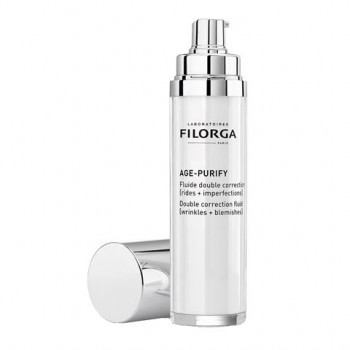 LABORATOIRES
FILORGA
PARIS
AGE-PURIFY
Fluide double correction
[rides + imperfections]
Double correction fluid
[wrinkles + blemishes]